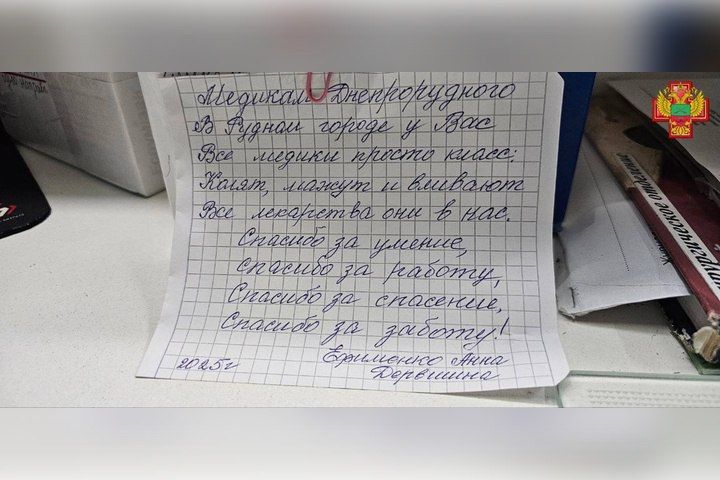 Медикам Днепрорудного
В Рудном городе у Вас
Все медики просто класс:
Колят, мажут и вливают
Все лекарства они в нас.
Спасибо за умение,
Спасибо за работу,
Спасибо за спасение,
Спасибо за заботу!
2025г Ефименко Анна
Дервишина